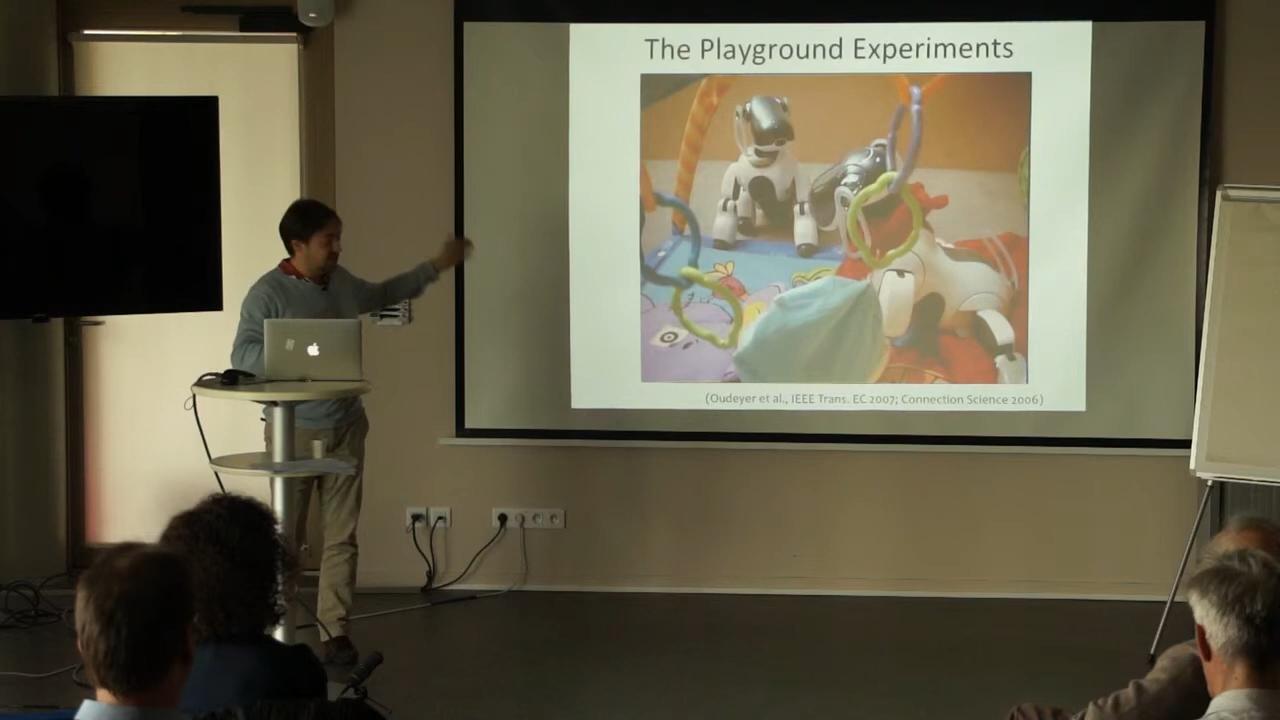 The Playground Experiments
(Oudeyer et al., IEEE Trans. EC 2007; Connection Science 2006)